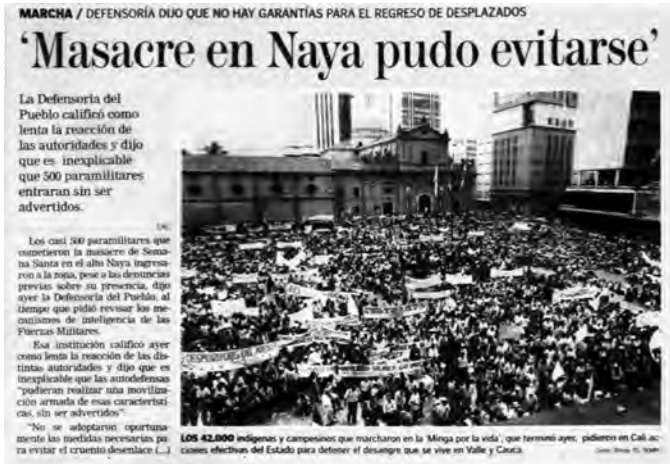 MARCHA / DEFENSORÍA DIJO QUE NO HAY GARANTÍAS PARA EL REGRESO DE DESPLAZADOS
‘Masacre en Naya pudo evitarse’
La Defensoría del
Pueblo calificó como
lenta la reacción de
las autoridades y dijo
que es inexplicable
que 500 paramilitares
entraran sin ser
advertidos.
CALI
Los casi 500 paramilitares que
cometieron la masacre de Sema-
na Santa en el alto Naya ingresa-
ron a la zona, pese a las denuncias
previas sobre su presencia, dijo
ayer la Defensoría del Pueblo, al
tiempo que pidió revisar los me-
canismos de inteligencia de las
Fuerzas Militares.
Esa institución calificó ayer
como lenta la reacción de las dis-
tintas autoridades y dijo que es
inexplicable que las autodefensas
"pudieran realizar una moviliza-
ción armada de esas característi-
cas, sin ser advertidos".
"No se adoptaron oportuna-
mente las medidas necesarias pa-
ra evitar el cruento desenlace (...)
LOS 42.000 indígenas y campesinos que marcharon en la 'Minga por la vida', que terminó ayer, pidieron en Cali ac-
ciones efectivas del Estado para detener el desangre que se vive en Valle y Cauca.